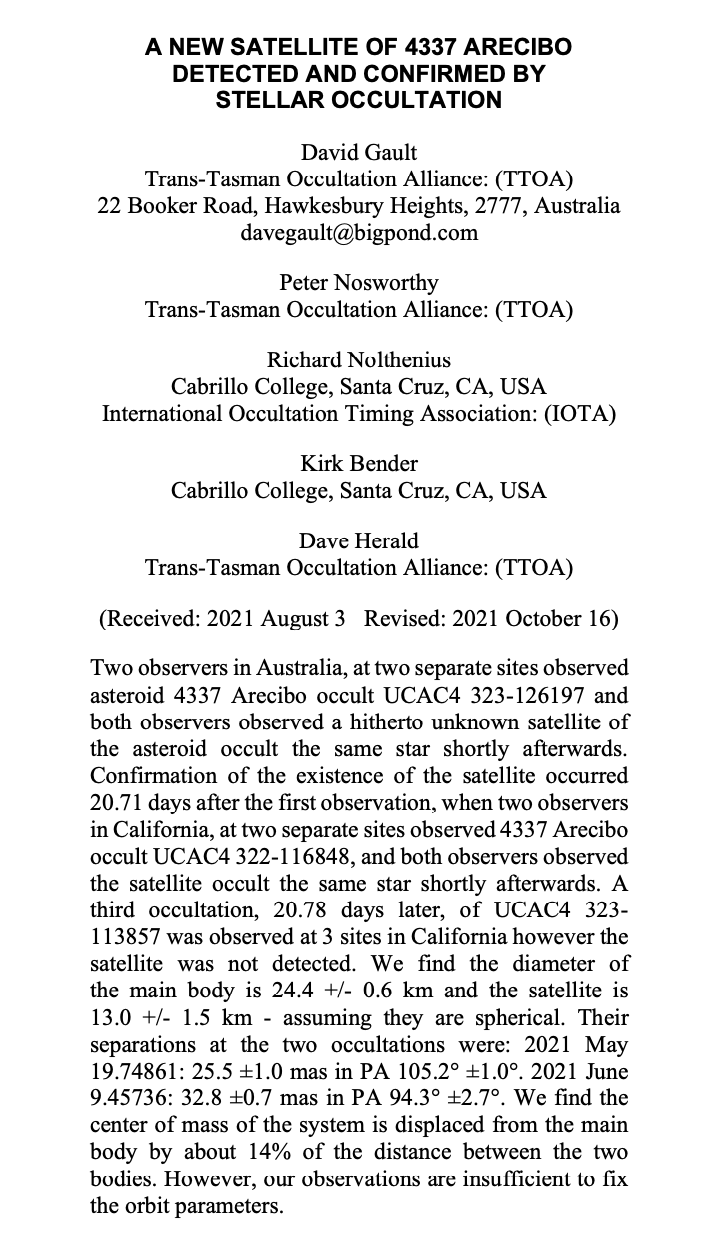 A NEW SATELLITE OF 4337 ARECIBO
DETECTED AND CONFIRMED BY
STELLAR OCCULTATION
David Gault
Trans-Tasman Occultation Alliance: (TTOA)
22 Booker Road, Hawkesbury Heights, 2777, Australia
davegault@bigpond.com
Peter Nosworthy
Trans-Tasman Occultation Alliance: (TTOA)
Richard Nolthenius
Cabrillo College, Santa Cruz, CA, USA
International Occultation Timing Association: (IOTA)
Kirk Bender
Cabrillo College, Santa Cruz, CA, USA
Dave Herald
Trans-Tasman Occultation Alliance: (TTOA)
(Received: 2021 August 3 Revised: 2021 October 16)
Two observers in Australia, at two separate sites observed
asteroid 4337 Arecibo occult UCAC4 323-126197 and
both observers observed a hitherto unknown satellite of
the asteroid occult the same star shortly afterwards.
Confirmation of the existence of the satellite occurred
20.71 days after the first observation, when two observers
in California, at two separate sites observed 4337 Arecibo
occult UCAC4 322-116848, and both observers observed
the satellite occult the same star shortly afterwards. A
third occultation, 20.78 days later, of UCAC4 323-
113857 was observed at 3 sites in California however the
satellite was not detected. We find the diameter of
the main body is 24.4 +/- 0.6 km and the satellite is
13.0 +/- 1.5 km - assuming they are spherical. Their
separations at the two occultations were: 2021 May
19.74861: 25.5 ±1.0 mas in PA 105.2° ±1.0°. 2021 June
9.45736: 32.8 ±0.7 mas in PA 94.3° ±2.7°. We find the
center of mass of the system is displaced from the main
body by about 14% of the distance between the two
bodies. However, our observations are insufficient to fix
the orbit parameters.